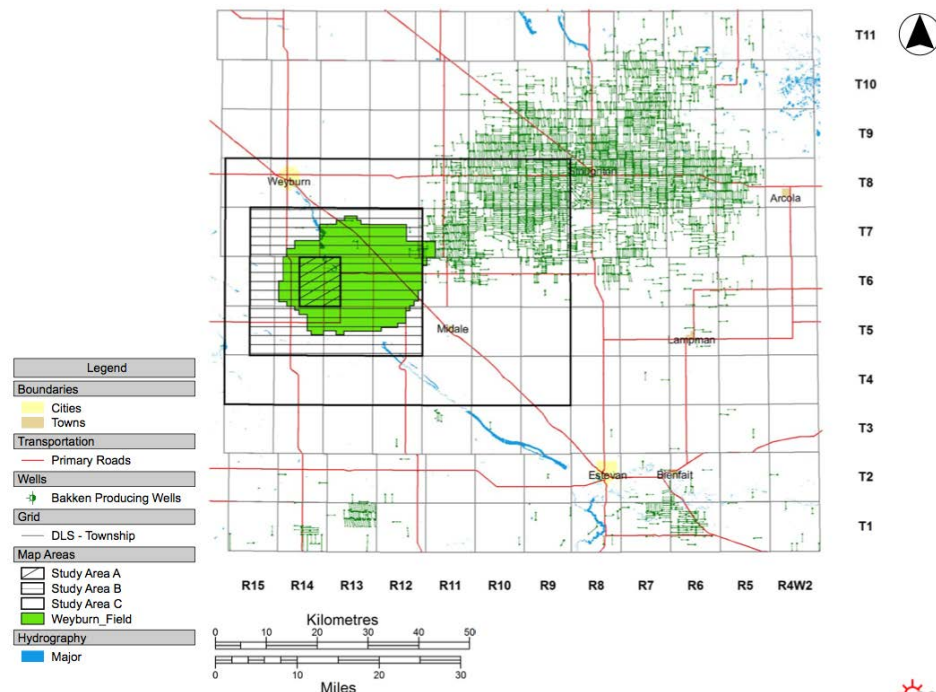 T11
T10
T9
Weyburn
Stoughton
T8
Arcola
T7
T6
Midale
T5
Lampman
T4
T3
Estevan Bienfait
T2
T1
R15 R14 R13 R12 R11 R10 R9 R8 R7 R6 R5 R4W2
Legend
Boundaries
Cities
Towns
Transportation
Primary Roads
Wells
Bakken Producing Wells
Grid
DLS - Township
Map Areas
Study Area A
Study Area B
Study Area C
Weyburn_Field
Hydrography
Major
Kilometres
0 10 20 30 40 50
0 10 20 30
Miles